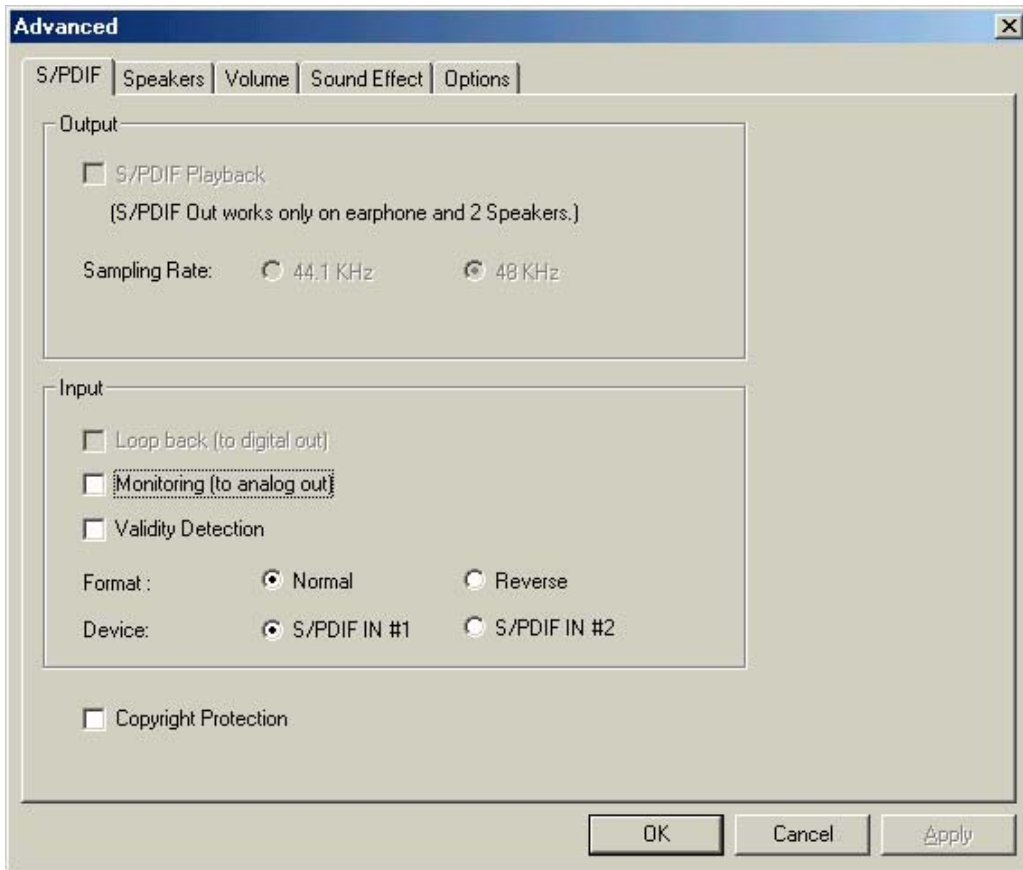 Advanced
S/PDIF Speakers Volume Sound Effect Options
Output
S/PDIF Playback
(S/PDIF Out works only on earphone and 2 Speakers.)
Sampling Rate: 44.1 KHz 48 KHz
Input
Loop back (to digital out)
Monitoring (to analog out)
Validity Detection
Format : Normal Reverse
Device: S/PDIF IN #1 S/PDIF IN #2
Copyright Protection
OK Cancel Apply